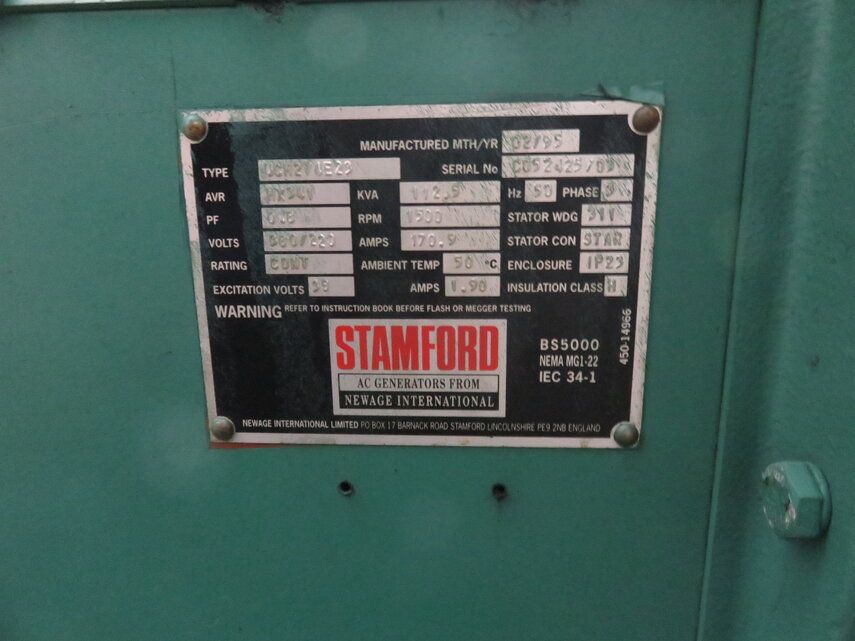 MANUFACTURED MTH/YR 02/95
TYPE SERIAL No
AVR KVA 112.5 Hz 50 PHASE 3
PF 0.8 RPM 1500 STATOR WDG 311
VOLTS 380/220 AMPS 170.9 STATOR CON STAR
RATING CONT AMBIENT TEMP 50 °C ENCLOSURE IP23
EXCITATION VOLTS AMPS 1.90 INSULATION CLASS H
WARNING REFER TO INSTRUCTION BOOK BEFORE FLASH OR MEGGER TESTING
STAMFORD
AC GENERATORS FROM
NEWAGE INTERNATIONAL
BS5000
NEMA MG1-22
IEC 34-1
450-14966
NEWAGE INTERNATIONAL LIMITED PO BOX 17 BARNACK ROAD STAMFORD LINCOLNSHIRE PE9 2NB ENGLAND